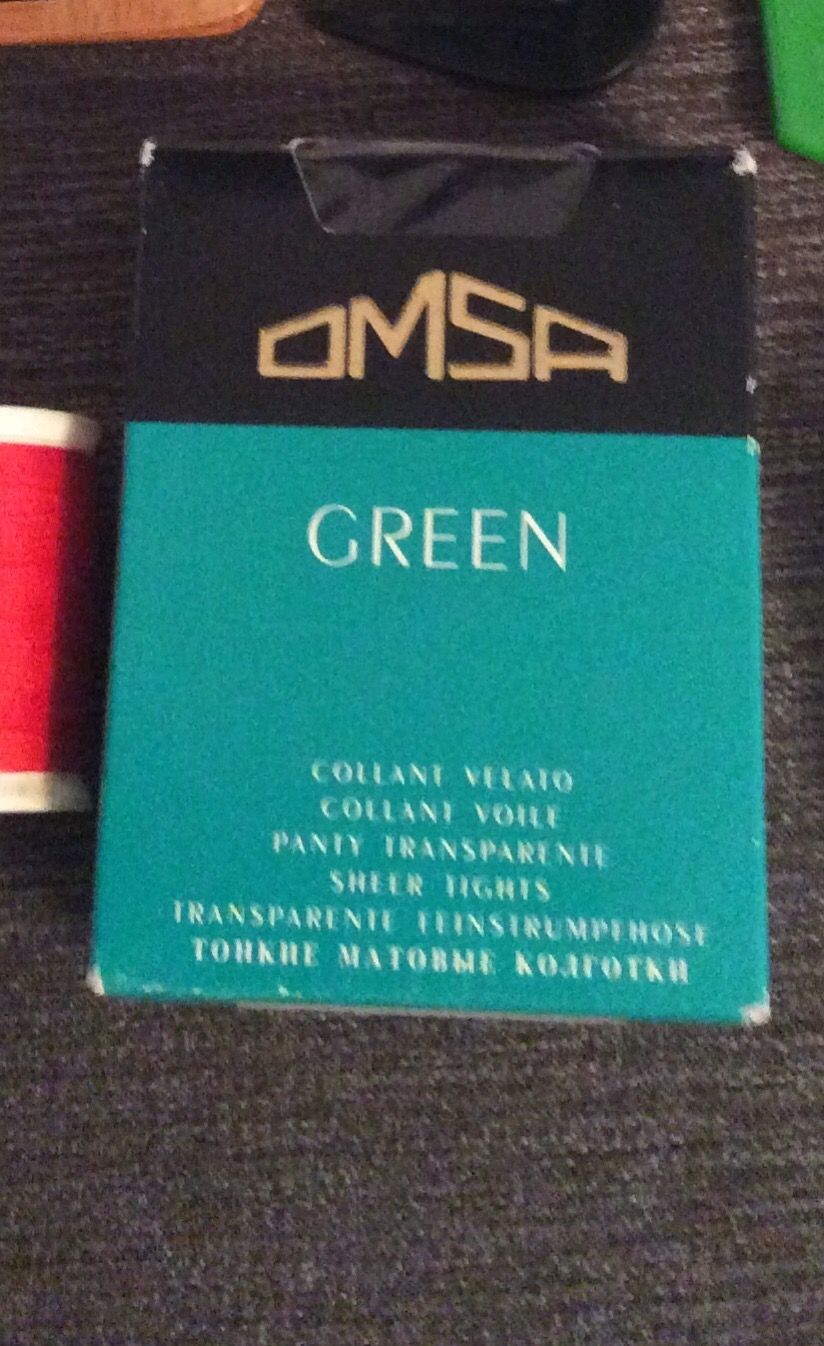 OMSA
GREEN
COLLANT VELATO
COLLANT VOILE
PANTY TRANSPARENTE
SHEER TIGHTS
TRANSPARENTE FEINSTRUMPFHOSE
ТОНКИЕ МАТОВЫЕ КОЛГОТКИ